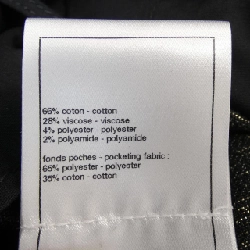 66% coton - cotton
28% viscose - viscose
4% polyester - polyester
2% polyamide - polyamide
fonds poches - pocketing fabric :
65% polyester - polyester
35% coton - cotton